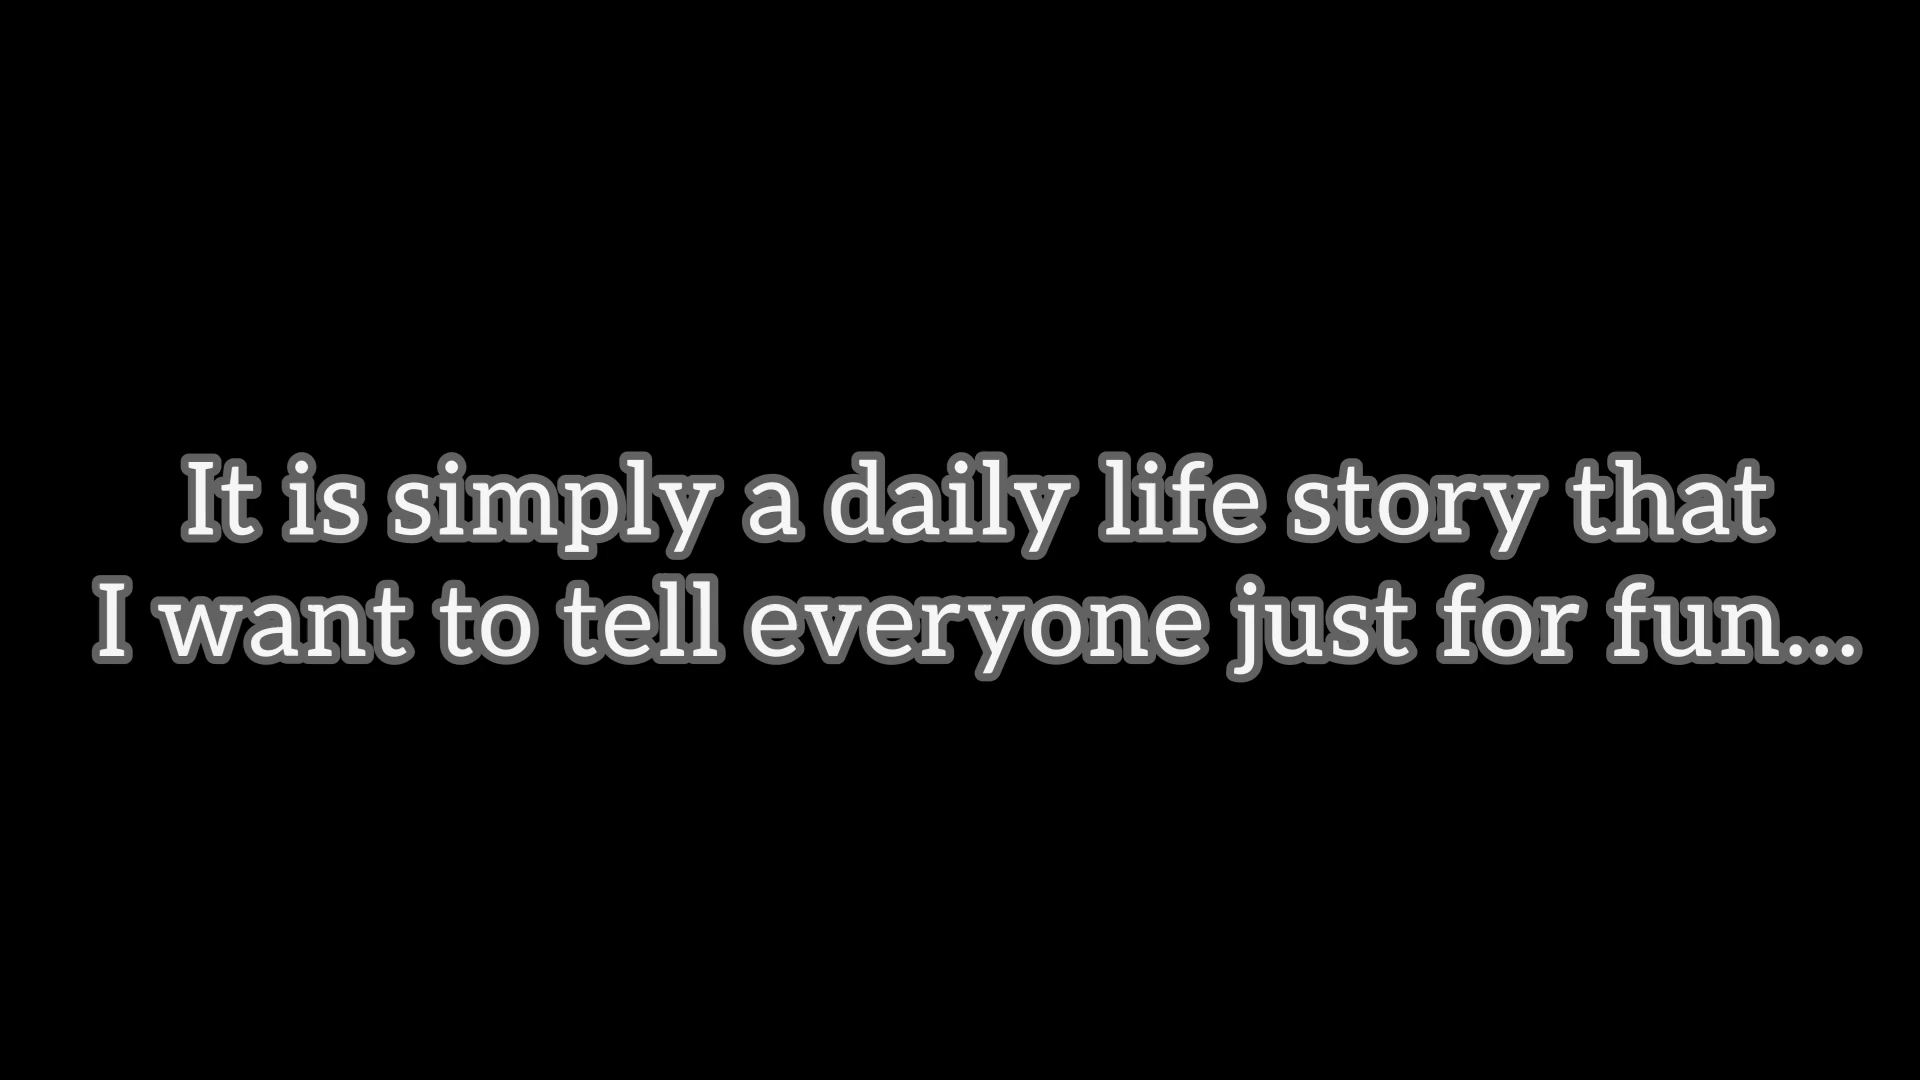 It is simply a daily life story that
I want to tell everyone just for fun...